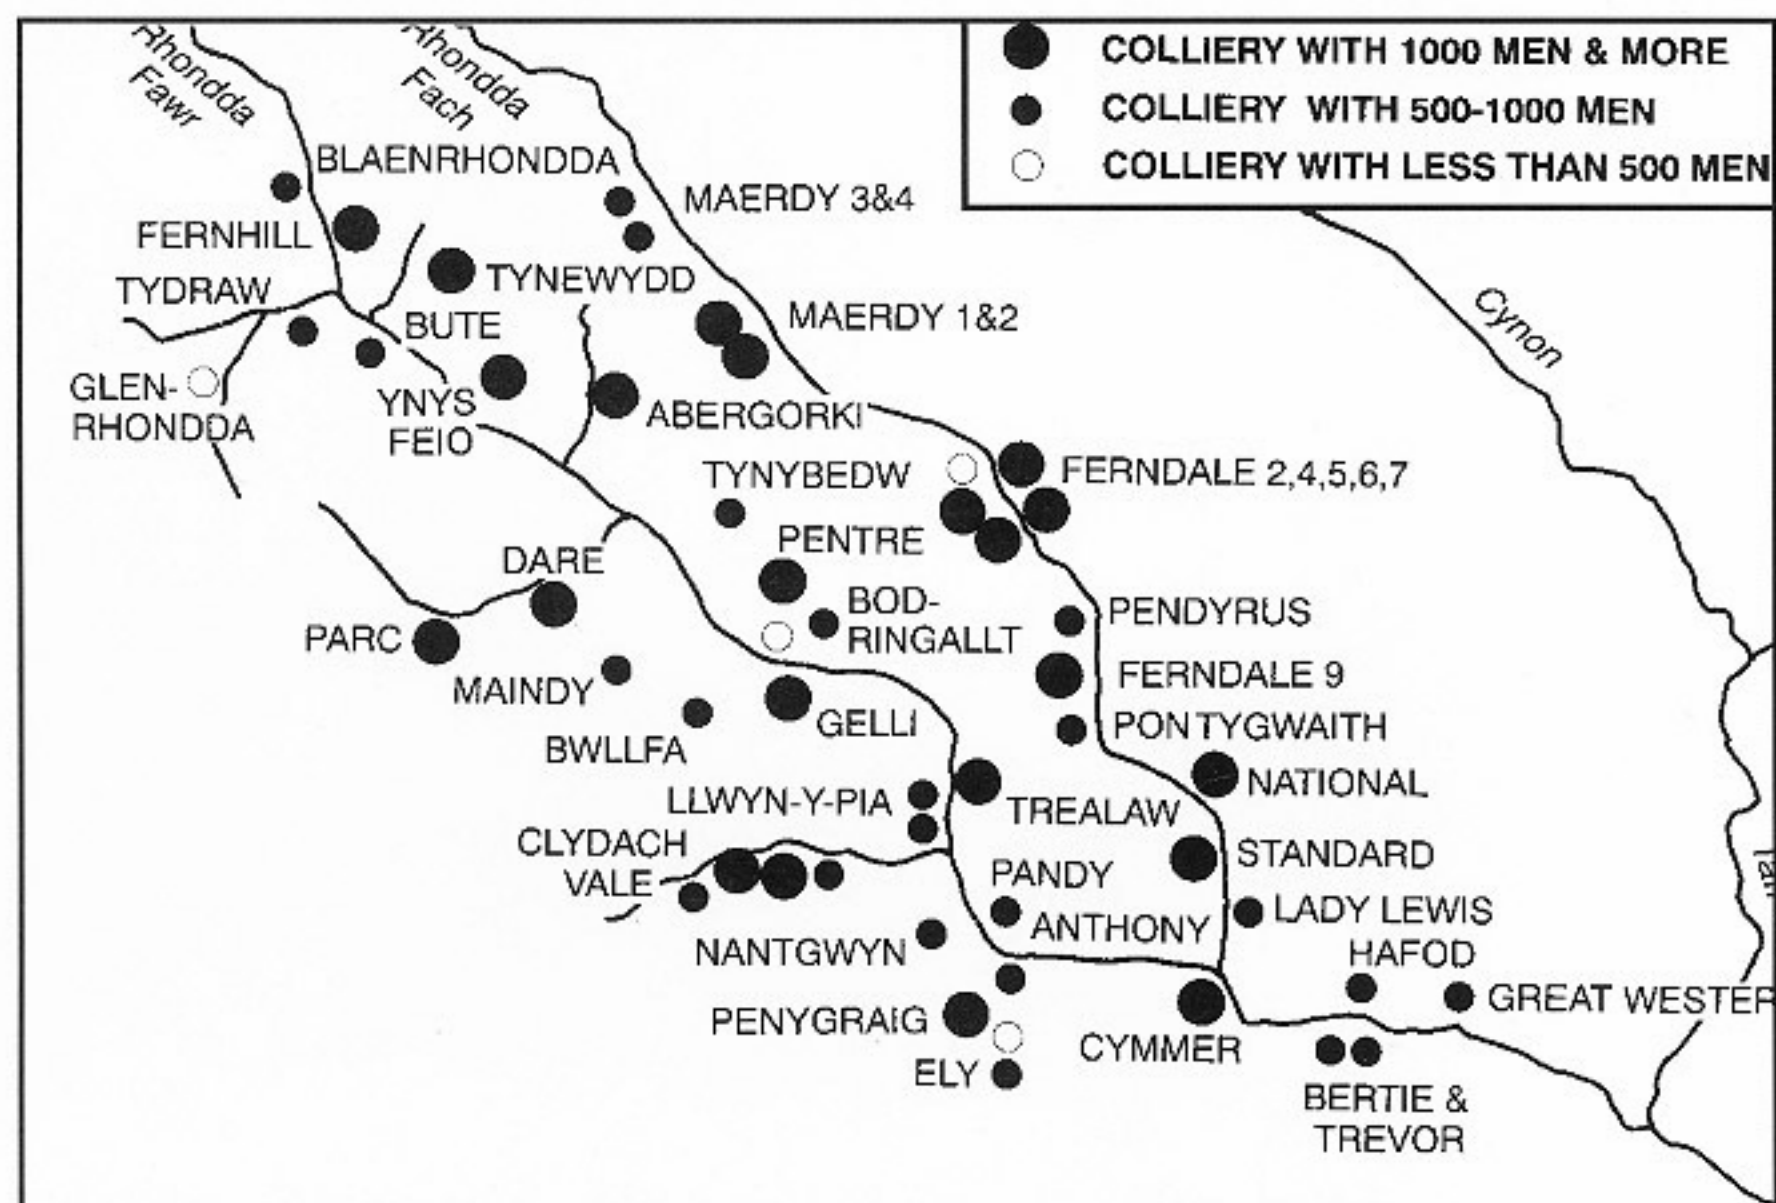 COLLIERY WITH 1000 MEN & MORE
COLLIERY WITH 500-1000 MEN
COLLIERY WITH LESS THAN 500 MEN
Rhondda
Fawr
Rhondda
Fach
BLAENRHONDDA
MAERDY 3&4
FERNHILL
TYDRAW
TYNEWYDD
BUTE
MAERDY 1&2
Cynon
GLEN-
RHONDDA
YNYS
FEIO
ABERGORKI
TYNYBEDW
FERNDALE 2,4,5,6,7
PENTRE
DARE
BOD-
RINGALLT
PENDYRUS
PARC
MAINDY
FERNDALE 9
BWLLFA
GELLI
PONTYGWAITH
NATIONAL
LLWYN-Y-PIA
TREALAW
CLYDACH
VALE
STANDARD
PANDY
ANTHONY
LADY LEWIS
NANTGWYN
HAFOD
GREAT WESTER
PENYGRAIG
CYMMER
ELY
BERTIE &
TREVOR